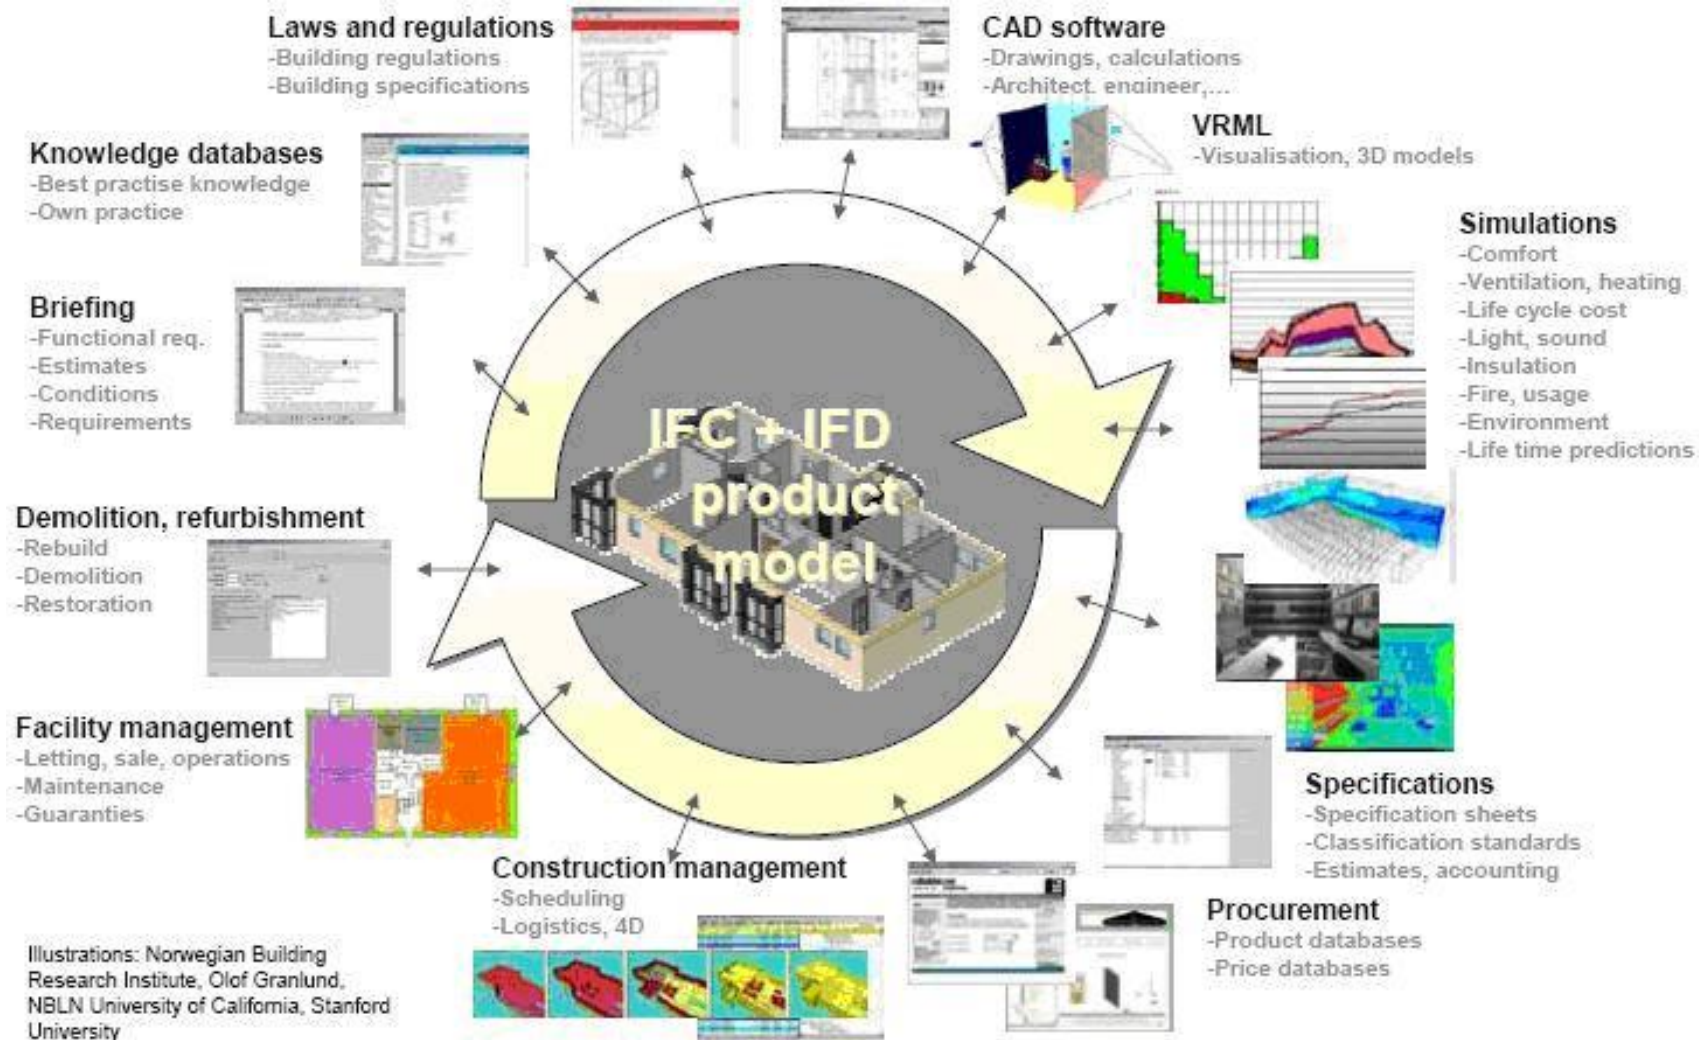 Laws and regulations
-Building regulations
-Building specifications
CAD software
-Drawings, calculations
-Architect, engineer,...
VRML
-Visualisation, 3D models
Knowledge databases
-Best practise knowledge
-Own practice
Simulations
-Comfort
-Ventilation, heating
-Life cycle cost
-Light, sound
-Insulation
-Fire, usage
-Environment
-Life time predictions
Briefing
-Functional req.
-Estimates
-Conditions
-Requirements
IFC + IFD
product
model
Demolition, refurbishment
-Rebuild
-Demolition
-Restoration
Facility management
-Letting, sale, operations
-Maintenance
-Guaranties
Specifications
-Specification sheets
-Classification standards
-Estimates, accounting
Construction management
-Scheduling
-Logistics, 4D
Procurement
-Product databases
-Price databases
Illustrations: Norwegian Building
Research Institute, Olof Granlund,
NBLN University of California, Stanford
University